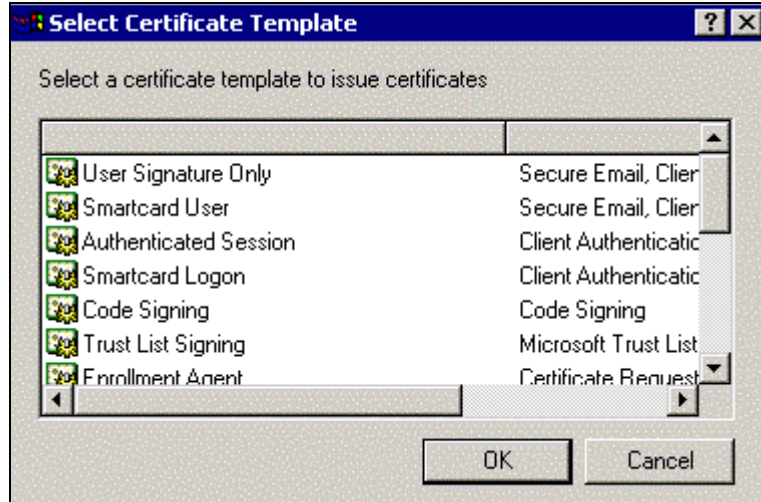 Select Certificate Template
Select a certificate template to issue certificates
User Signature Only Secure Email, Clien
Smartcard User Secure Email, Clien
Authenticated Session Client Authenticatic
Smartcard Logon Client Authenticatic
Code Signing Code Signing
Trust List Signing Microsoft Trust List
Enrollment Agent Certificate Request
OK Cancel